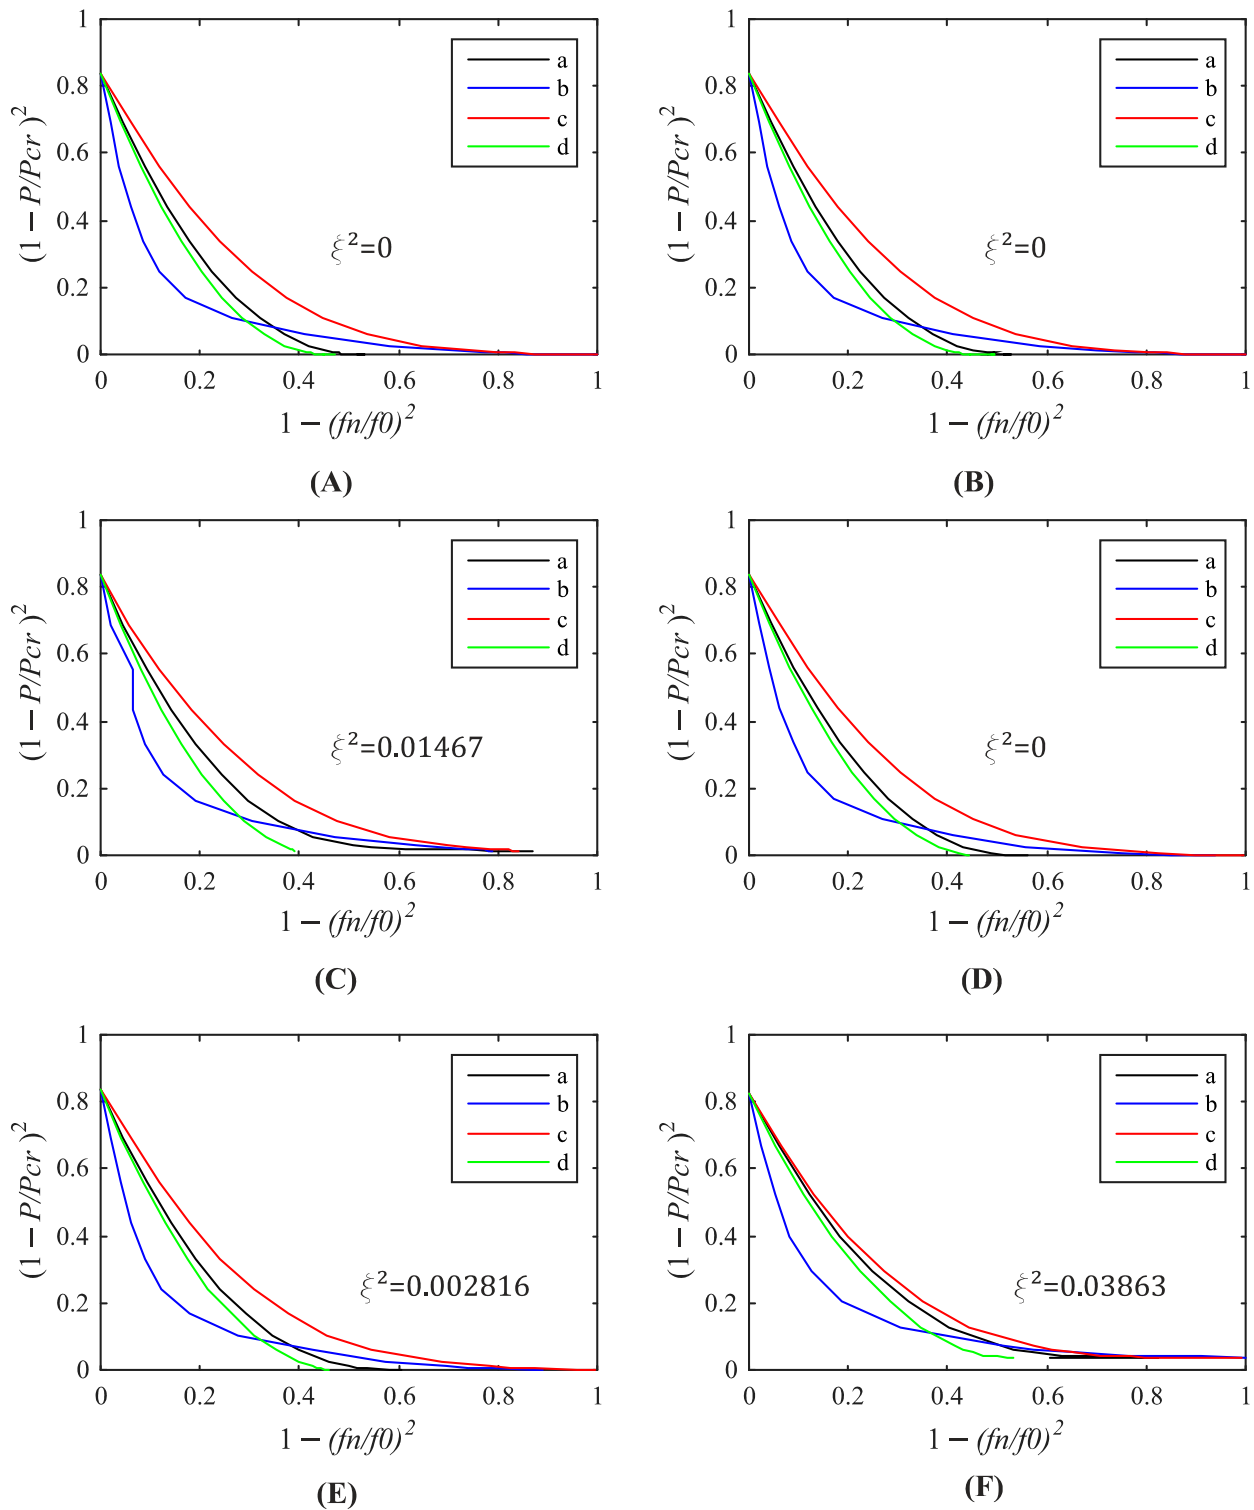 1
0.8
0.6
0.4
0.2
0
(1 − P/Pcr)²
a
b
c
d
ξ²=0
0 0.2 0.4 0.6 0.8 1
1 − (fn/f0)²
(A)
1
0.8
0.6
0.4
0.2
0
(1 − P/Pcr)²
a
b
c
d
ξ²=0
0 0.2 0.4 0.6 0.8 1
1 − (fn/f0)²
(B)
1
0.8
0.6
0.4
0.2
0
(1 − P/Pcr)²
a
b
c
d
ξ²=0.01467
0 0.2 0.4 0.6 0.8 1
1 − (fn/f0)²
(C)
1
0.8
0.6
0.4
0.2
0
(1 − P/Pcr)²
a
b
c
d
ξ²=0
0 0.2 0.4 0.6 0.8 1
1 − (fn/f0)²
(D)
1
0.8
0.6
0.4
0.2
0
(1 − P/Pcr)²
a
b
c
d
ξ²=0.002816
0 0.2 0.4 0.6 0.8 1
1 − (fn/f0)²
(E)
1
0.8
0.6
0.4
0.2
0
(1 − P/Pcr)²
a
b
c
d
ξ²=0.03863
0 0.2 0.4 0.6 0.8 1
1 − (fn/f0)²
(F)